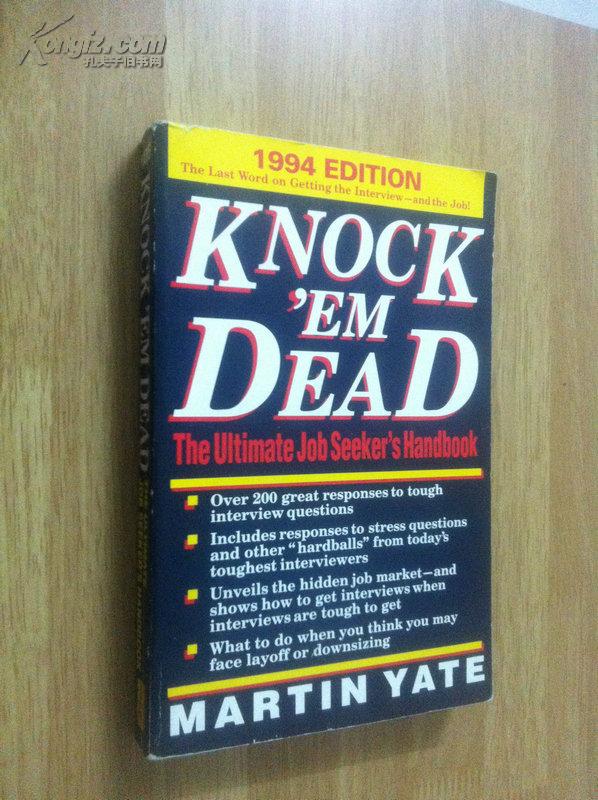 Kongfz.com
孔夫子旧书网
1994 EDITION
The Last Word on Getting the Interview—and the Job!
KNOCK
’EM
DEAD
The Ultimate Job Seeker’s Handbook
Over 200 great responses to tough
interview questions
Includes responses to stress questions
and other “hardballs” from today’s
toughest interviewers
Unveils the hidden job market—and
shows how to get interviews when
interviews are tough to get
What to do when you think you may
face layoff or downsizing
MARTIN YATE
KNOCK ’EM DEAD